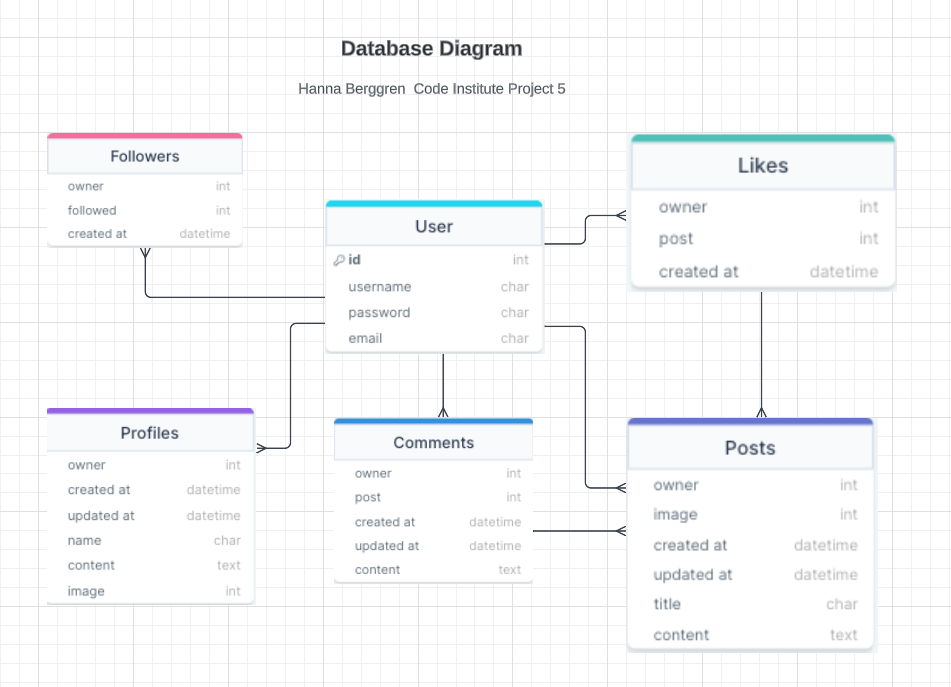 Database Diagram
Hanna Berggren  Code Institute Project 5
Followers
owner int
followed int
created at datetime
User
id int
username char
password char
email char
Likes
owner int
post int
created at datetime
Profiles
owner int
created at datetime
updated at datetime
name char
content text
image int
Comments
owner int
post int
created at datetime
updated at datetime
content text
Posts
owner int
image int
created at datetime
updated at datetime
title char
content text